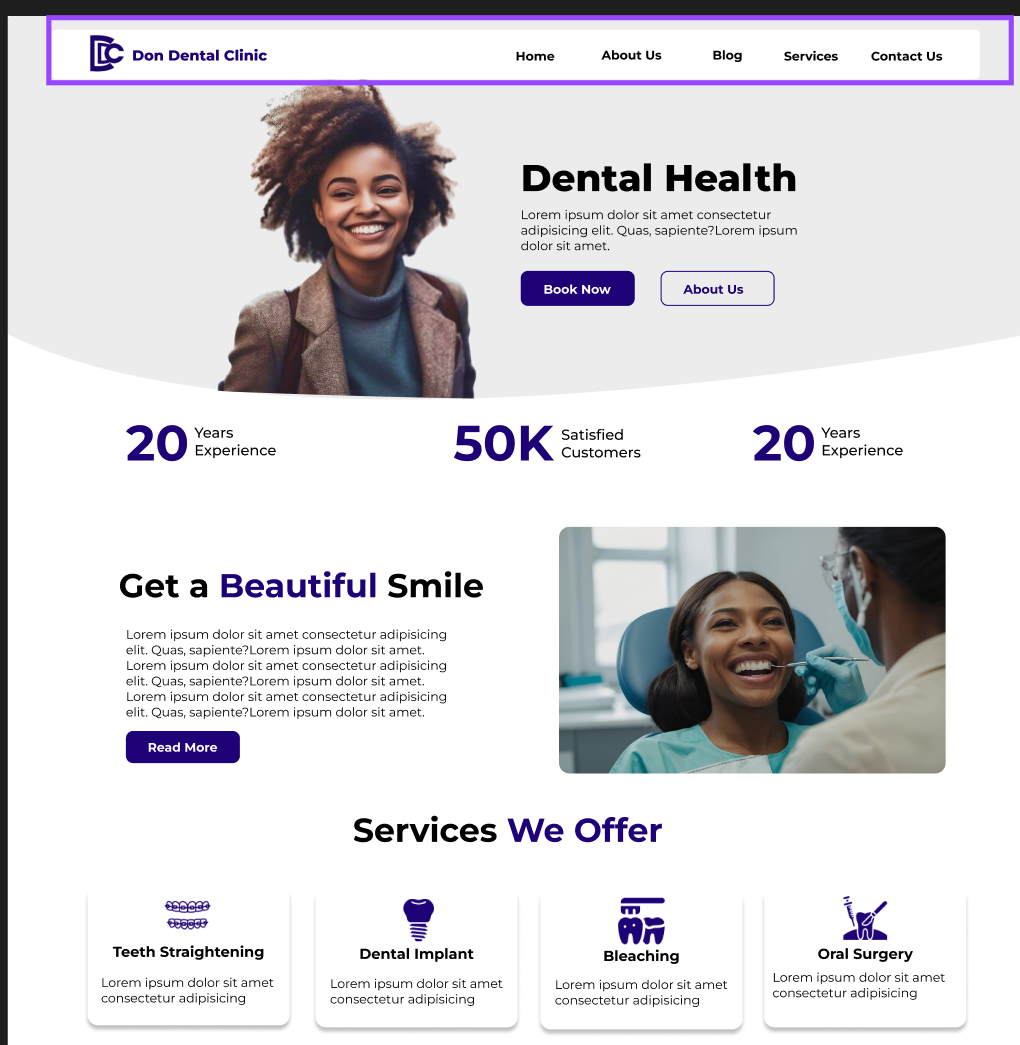 Don Dental Clinic
Home
About Us
Blog
Services
Contact Us
Dental Health
Lorem ipsum dolor sit amet consectetur
adipisicing elit. Quas, sapiente?Lorem ipsum
dolor sit amet.
Book Now
About Us
20
Years
Experience
50K
Satisfied
Customers
20
Years
Experience
Get a Beautiful Smile
Lorem ipsum dolor sit amet consectetur adipisicing
elit. Quas, sapiente?Lorem ipsum dolor sit amet.
Lorem ipsum dolor sit amet consectetur adipisicing
elit. Quas, sapiente?Lorem ipsum dolor sit amet.
Lorem ipsum dolor sit amet consectetur adipisicing
elit. Quas, sapiente?Lorem ipsum dolor sit amet.
Read More
Services We Offer
Teeth Straightening
Lorem ipsum dolor sit amet
consectetur adipisicing
Dental Implant
Lorem ipsum dolor sit amet
consectetur adipisicing
Bleaching
Lorem ipsum dolor sit amet
consectetur adipisicing
Oral Surgery
Lorem ipsum dolor sit amet
consectetur adipisicing